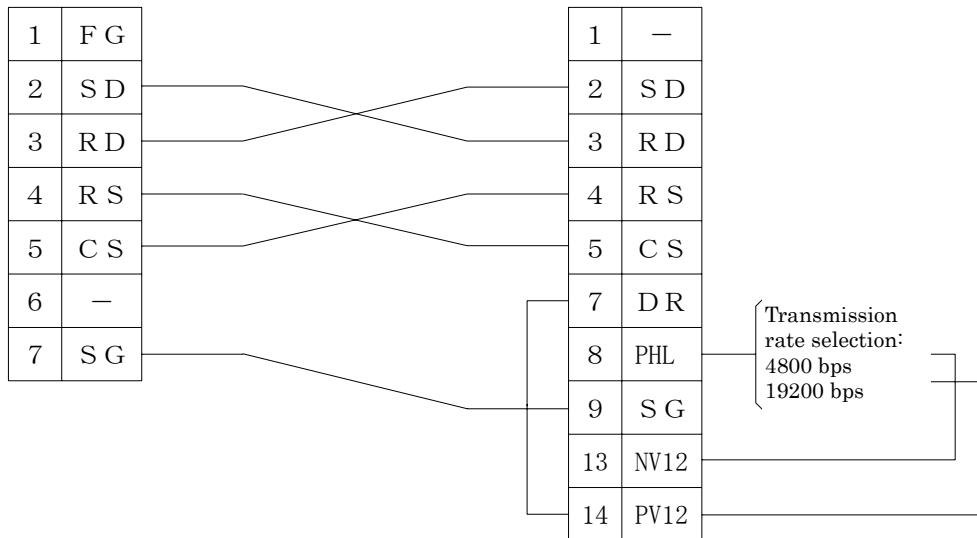 1 FG
2 SD
3 RD
4 RS
5 CS
6 －
7 SG
1 －
2 SD
3 RD
4 RS
5 CS
7 DR
8 PHL
9 SG
13 NV12
14 PV12
Transmission
rate selection:
4800 bps
19200 bps